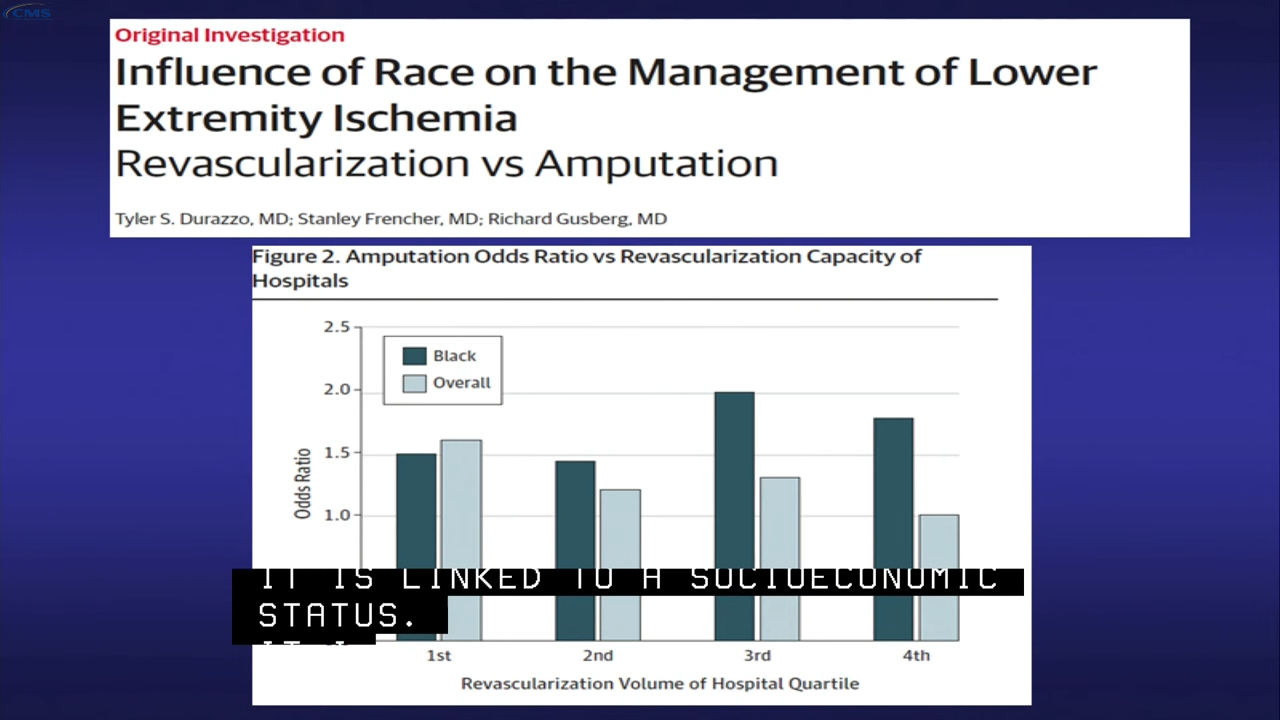 CMS
Original Investigation
Influence of Race on the Management of Lower
Extremity Ischemia
Revascularization vs Amputation
Tyler S. Durazzo, MD; Stanley Frencher, MD; Richard Gusberg, MD
Figure 2. Amputation Odds Ratio vs Revascularization Capacity of
Hospitals
2.5
Black
2.0
Overall
1.5
Odds Ratio
1.0
IT IS LINKED TO A SOCIOECONOMIC
STATUS.
1st 2nd 3rd 4th
Revascularization Volume of Hospital Quartile